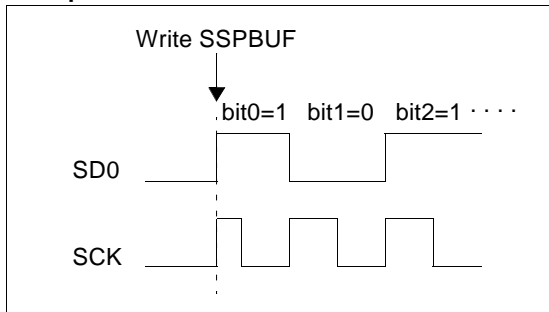 Write SSPBUF
bit0=1 bit1=0 bit2=1 · · · ·
SD0
SCK